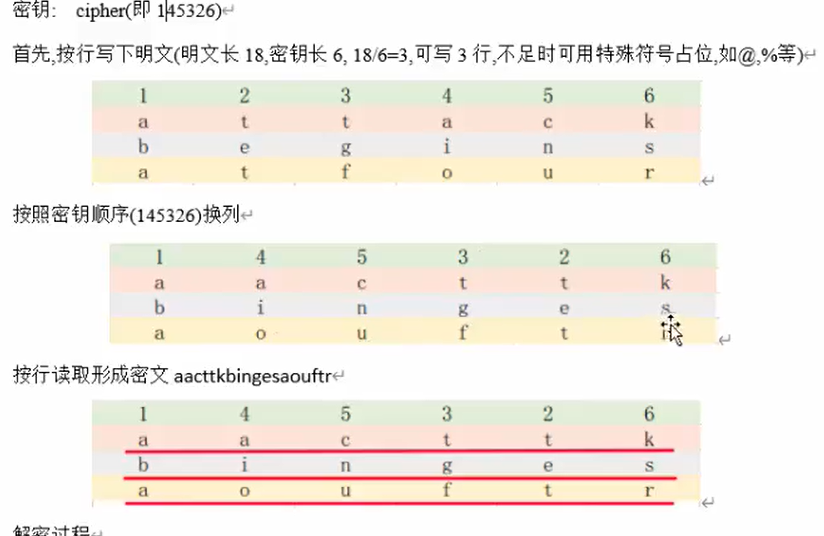 密钥: cipher(即 145326)
首先,按行写下明文(明文长 18,密钥长 6, 18/6=3,可写 3 行,不足时可用特殊符号占位,如@,%等)
1 2 3 4 5 6
a t t a c k
b e g i n s
a t f o u r
按照密钥顺序(145326)换列
1 4 5 3 2 6
a a c t t k
b i n g e s
a o u f t
按行读取形成密文 aacttkbingesaouftr
1 4 5 3 2 6
a a c t t k
b i n g e s
a o u f t r
解密过程